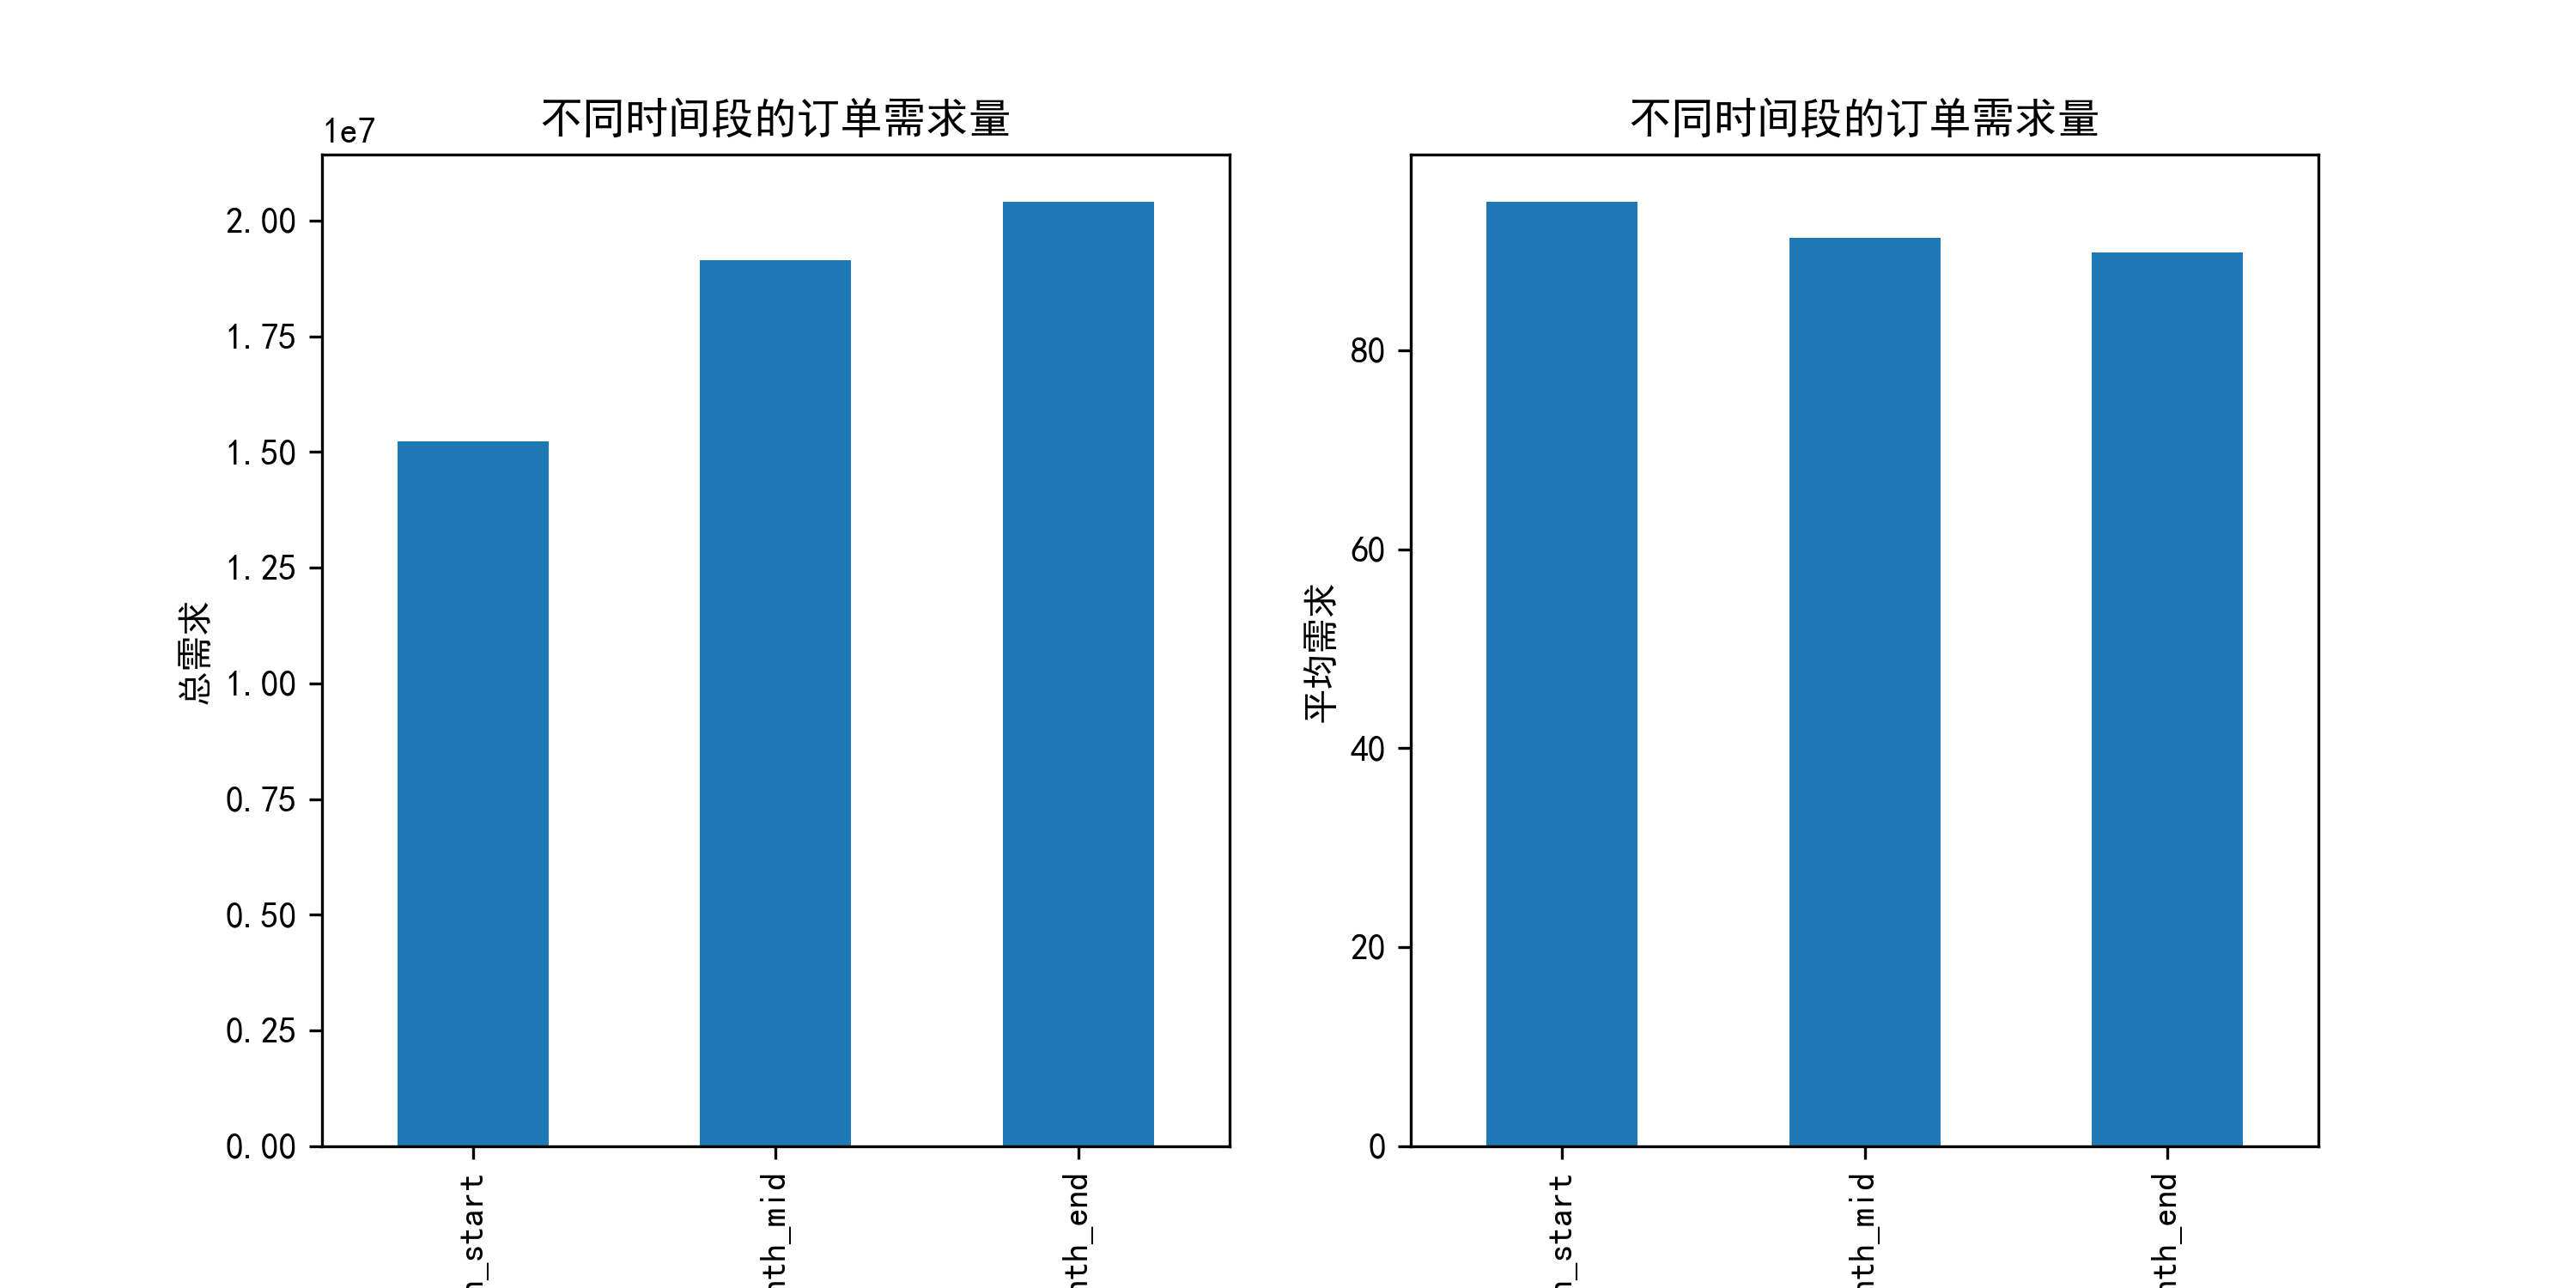 不同时间段的订单需求量
1e7
2.00
1.75
1.50
1.25
1.00
0.75
0.50
0.25
0.00
总需求
_start
nth_mid
nth_end
不同时间段的订单需求量
80
60
40
20
0
平均需求
_start
nth_mid
nth_end